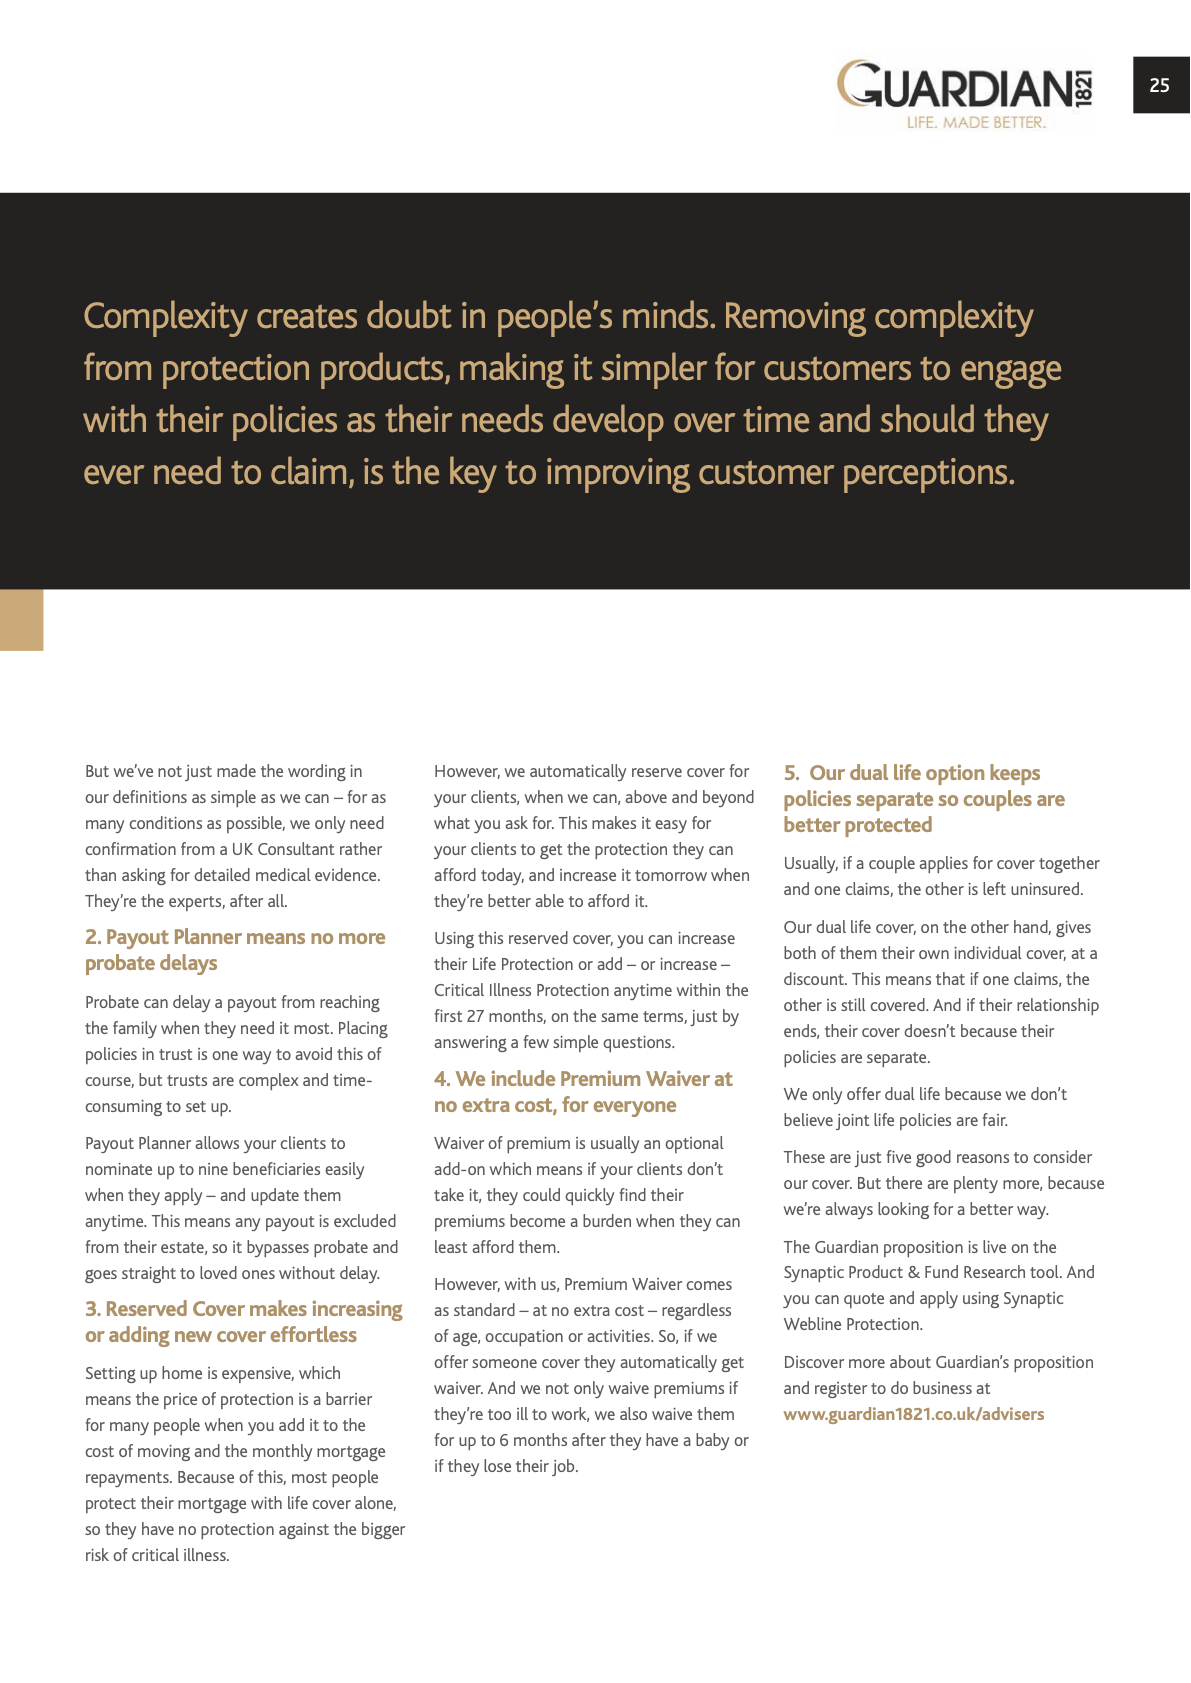 GUARDIAN 1821
LIFE. MADE BETTER.
25
Complexity creates doubt in people’s minds. Removing complexity
from protection products, making it simpler for customers to engage
with their policies as their needs develop over time and should they
ever need to claim, is the key to improving customer perceptions.
But we’ve not just made the wording in
our definitions as simple as we can – for as
many conditions as possible, we only need
confirmation from a UK Consultant rather
than asking for detailed medical evidence.
They’re the experts, after all.
2. Payout Planner means no more
probate delays
Probate can delay a payout from reaching
the family when they need it most. Placing
policies in trust is one way to avoid this of
course, but trusts are complex and time-
consuming to set up.
Payout Planner allows your clients to
nominate up to nine beneficiaries easily
when they apply – and update them
anytime. This means any payout is excluded
from their estate, so it bypasses probate and
goes straight to loved ones without delay.
3. Reserved Cover makes increasing
or adding new cover effortless
Setting up home is expensive, which
means the price of protection is a barrier
for many people when you add it to the
cost of moving and the monthly mortgage
repayments. Because of this, most people
protect their mortgage with life cover alone,
so they have no protection against the bigger
risk of critical illness.
However, we automatically reserve cover for
your clients, when we can, above and beyond
what you ask for. This makes it easy for
your clients to get the protection they can
afford today, and increase it tomorrow when
they’re better able to afford it.
Using this reserved cover, you can increase
their Life Protection or add – or increase –
Critical Illness Protection anytime within the
first 27 months, on the same terms, just by
answering a few simple questions.
4. We include Premium Waiver at
no extra cost, for everyone
Waiver of premium is usually an optional
add-on which means if your clients don’t
take it, they could quickly find their
premiums become a burden when they can
least afford them.
However, with us, Premium Waiver comes
as standard – at no extra cost – regardless
of age, occupation or activities. So, if we
offer someone cover they automatically get
waiver. And we not only waive premiums if
they’re too ill to work, we also waive them
for up to 6 months after they have a baby or
if they lose their job.
5. Our dual life option keeps
policies separate so couples are
better protected
Usually, if a couple applies for cover together
and one claims, the other is left uninsured.
Our dual life cover, on the other hand, gives
both of them their own individual cover, at a
discount. This means that if one claims, the
other is still covered. And if their relationship
ends, their cover doesn’t because their
policies are separate.
We only offer dual life because we don’t
believe joint life policies are fair.
These are just five good reasons to consider
our cover. But there are plenty more, because
we’re always looking for a better way.
The Guardian proposition is live on the
Synaptic Product & Fund Research tool. And
you can quote and apply using Synaptic
Webline Protection.
Discover more about Guardian’s proposition
and register to do business at
www.guardian1821.co.uk/advisers